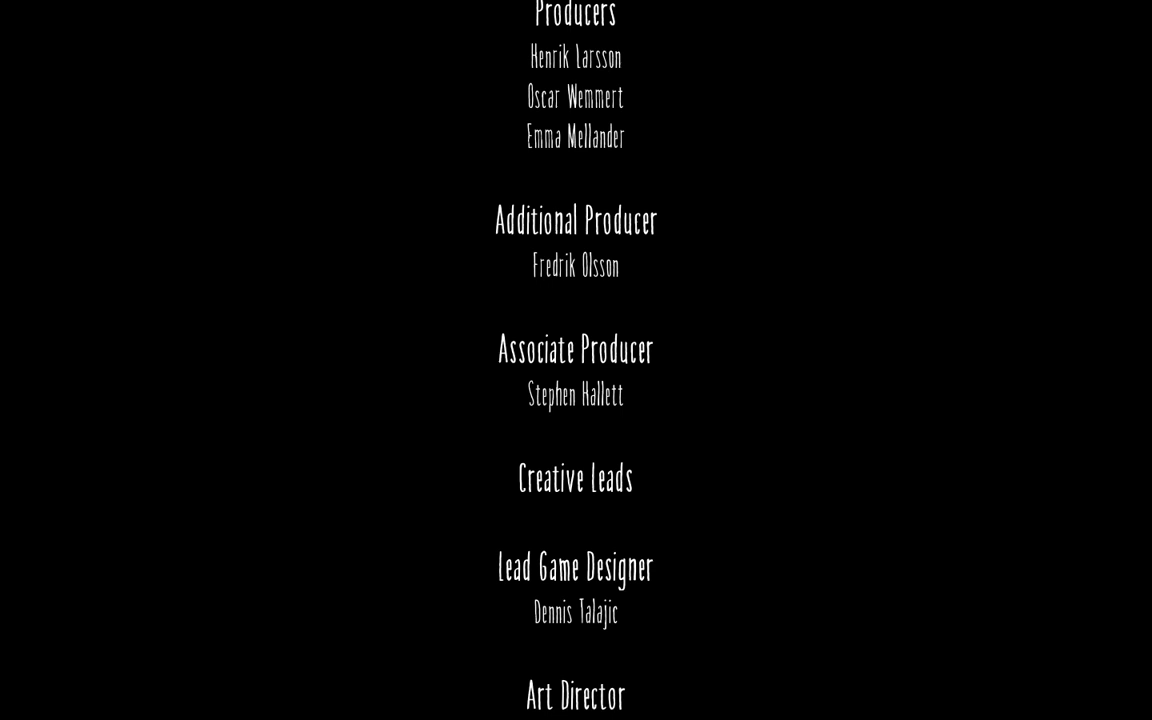 Producers
Henrik Larsson
Oscar Wemmert
Emma Mellander
Additional Producer
Fredrik Olsson
Associate Producer
Stephen Hallett
Creative Leads
Lead Game Designer
Dennis Talajic
Art Director